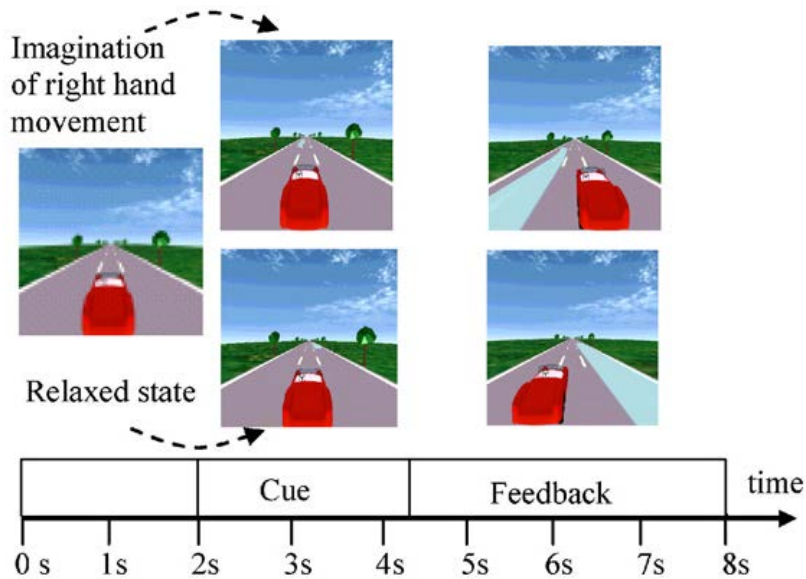 Imagination
of right hand
movement
Relaxed state
Cue
Feedback
time
0 s 1s 2s 3s 4s 5s 6s 7s 8s